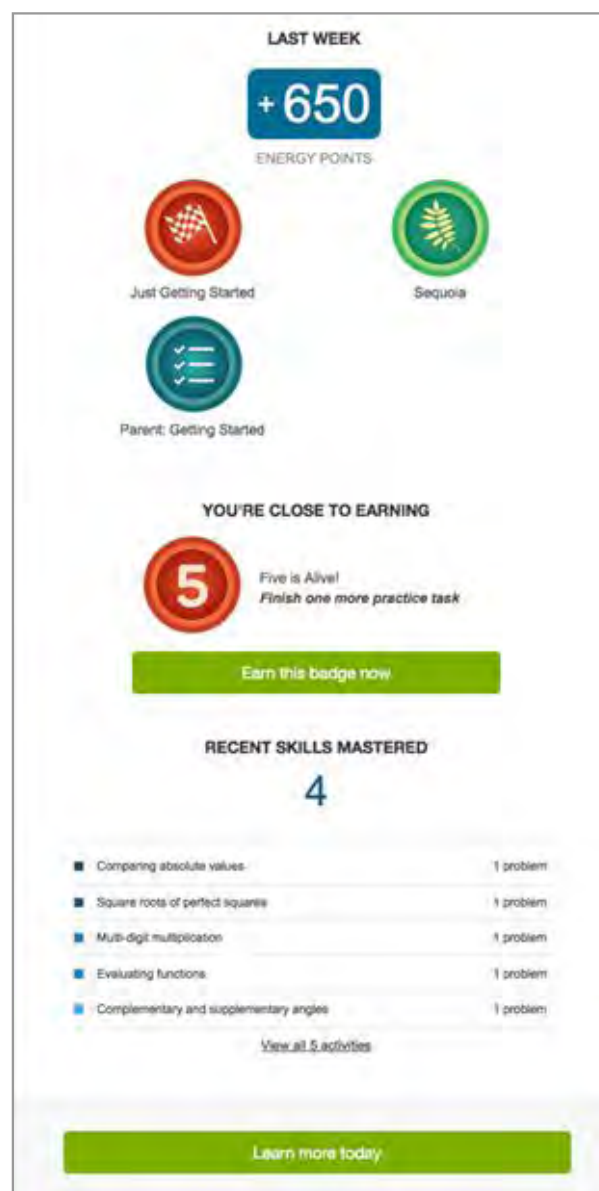 LAST WEEK
+650
ENERGY POINTS
Just Getting Started
Sequoia
Parent: Getting Started
YOU'RE CLOSE TO EARNING
5
Five is Alive!
Finish one more practice task
Earn this badge now
RECENT SKILLS MASTERED
4
Comparing absolute values 1 problem
Square roots of perfect squares 1 problem
Multi-digit multiplication 1 problem
Evaluating functions 1 problem
Complementary and supplementary angles 1 problem
View all 5 activities
Learn more today